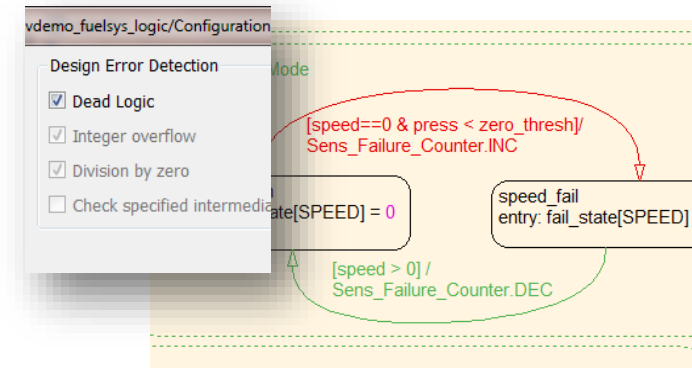 vdemo_fuelsys_logic/Configuration
Design Error Detection
Dead Logic
Integer overflow
Division by zero
Check specified intermedia
Mode
[speed==0 & press < zero_thresh]/
Sens_Failure_Counter.INC
ate[SPEED] = 0
speed_fail
entry: fail_state[SPEED]
[speed > 0] /
Sens_Failure_Counter.DEC